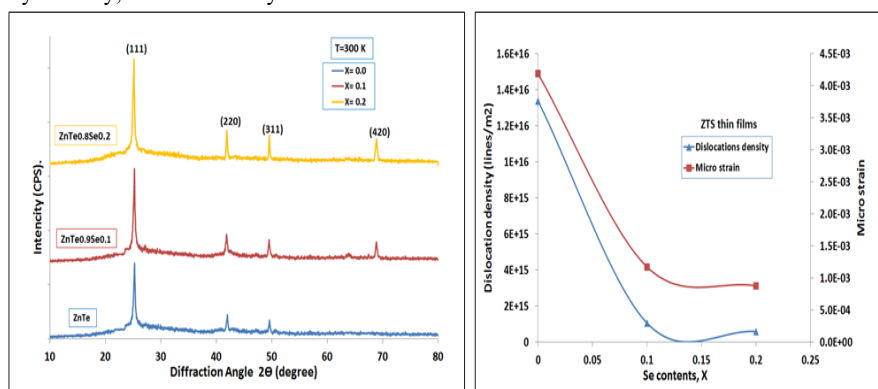 (111)
T=300 K
X= 0.0
X= 0.1
X= 0.2
(220)
(311)
(420)
ZnTe0.8Se0.2
ZnTe0.9Se0.1
ZnTe
Intencity (CPS).
10 20 30 40 50 60 70 80
Diffraction Angle 2Θ (degree)
1.6E+16
1.4E+16
1.2E+16
1E+16
8E+15
6E+15
4E+15
2E+15
0
Dislocation density (lines/m2)
ZTS thin films
Dislocations density
Micro strain
4.5E-03
4.0E-03
3.5E-03
3.0E-03
2.5E-03
2.0E-03
1.5E-03
1.0E-03
5.0E-04
0.0E+00
Micro strain
0 0.05 0.1 0.15 0.2 0.25
Se contents, X